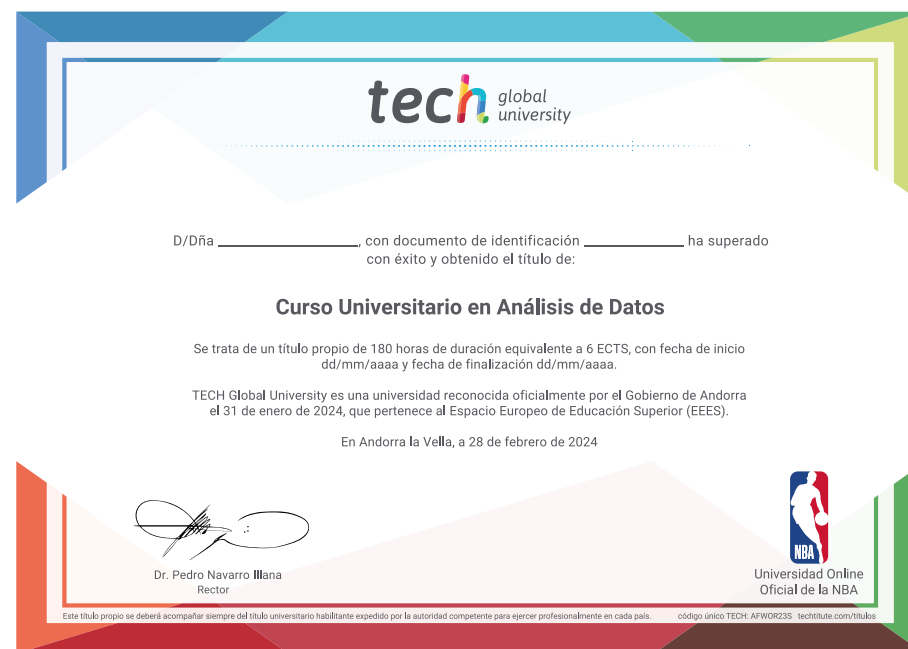 tech global
university
D/Dña ____________________, con documento de identificación ______________ ha superado
con éxito y obtenido el título de:
Curso Universitario en Análisis de Datos
Se trata de un título propio de 180 horas de duración equivalente a 6 ECTS, con fecha de inicio
dd/mm/aaaa y fecha de finalización dd/mm/aaaa.
TECH Global University es una universidad reconocida oficialmente por el Gobierno de Andorra
el 31 de enero de 2024, que pertenece al Espacio Europeo de Educación Superior (EEES).
En Andorra la Vella, a 28 de febrero de 2024
Dr. Pedro Navarro Illana
Rector
NBA
Universidad Online
Oficial de la NBA
Este título propio se deberá acompañar siempre del título universitario habilitante expedido por la autoridad competente para ejercer profesionalmente en cada país. código único TECH: AFWOR23S techtitute.com/titulos